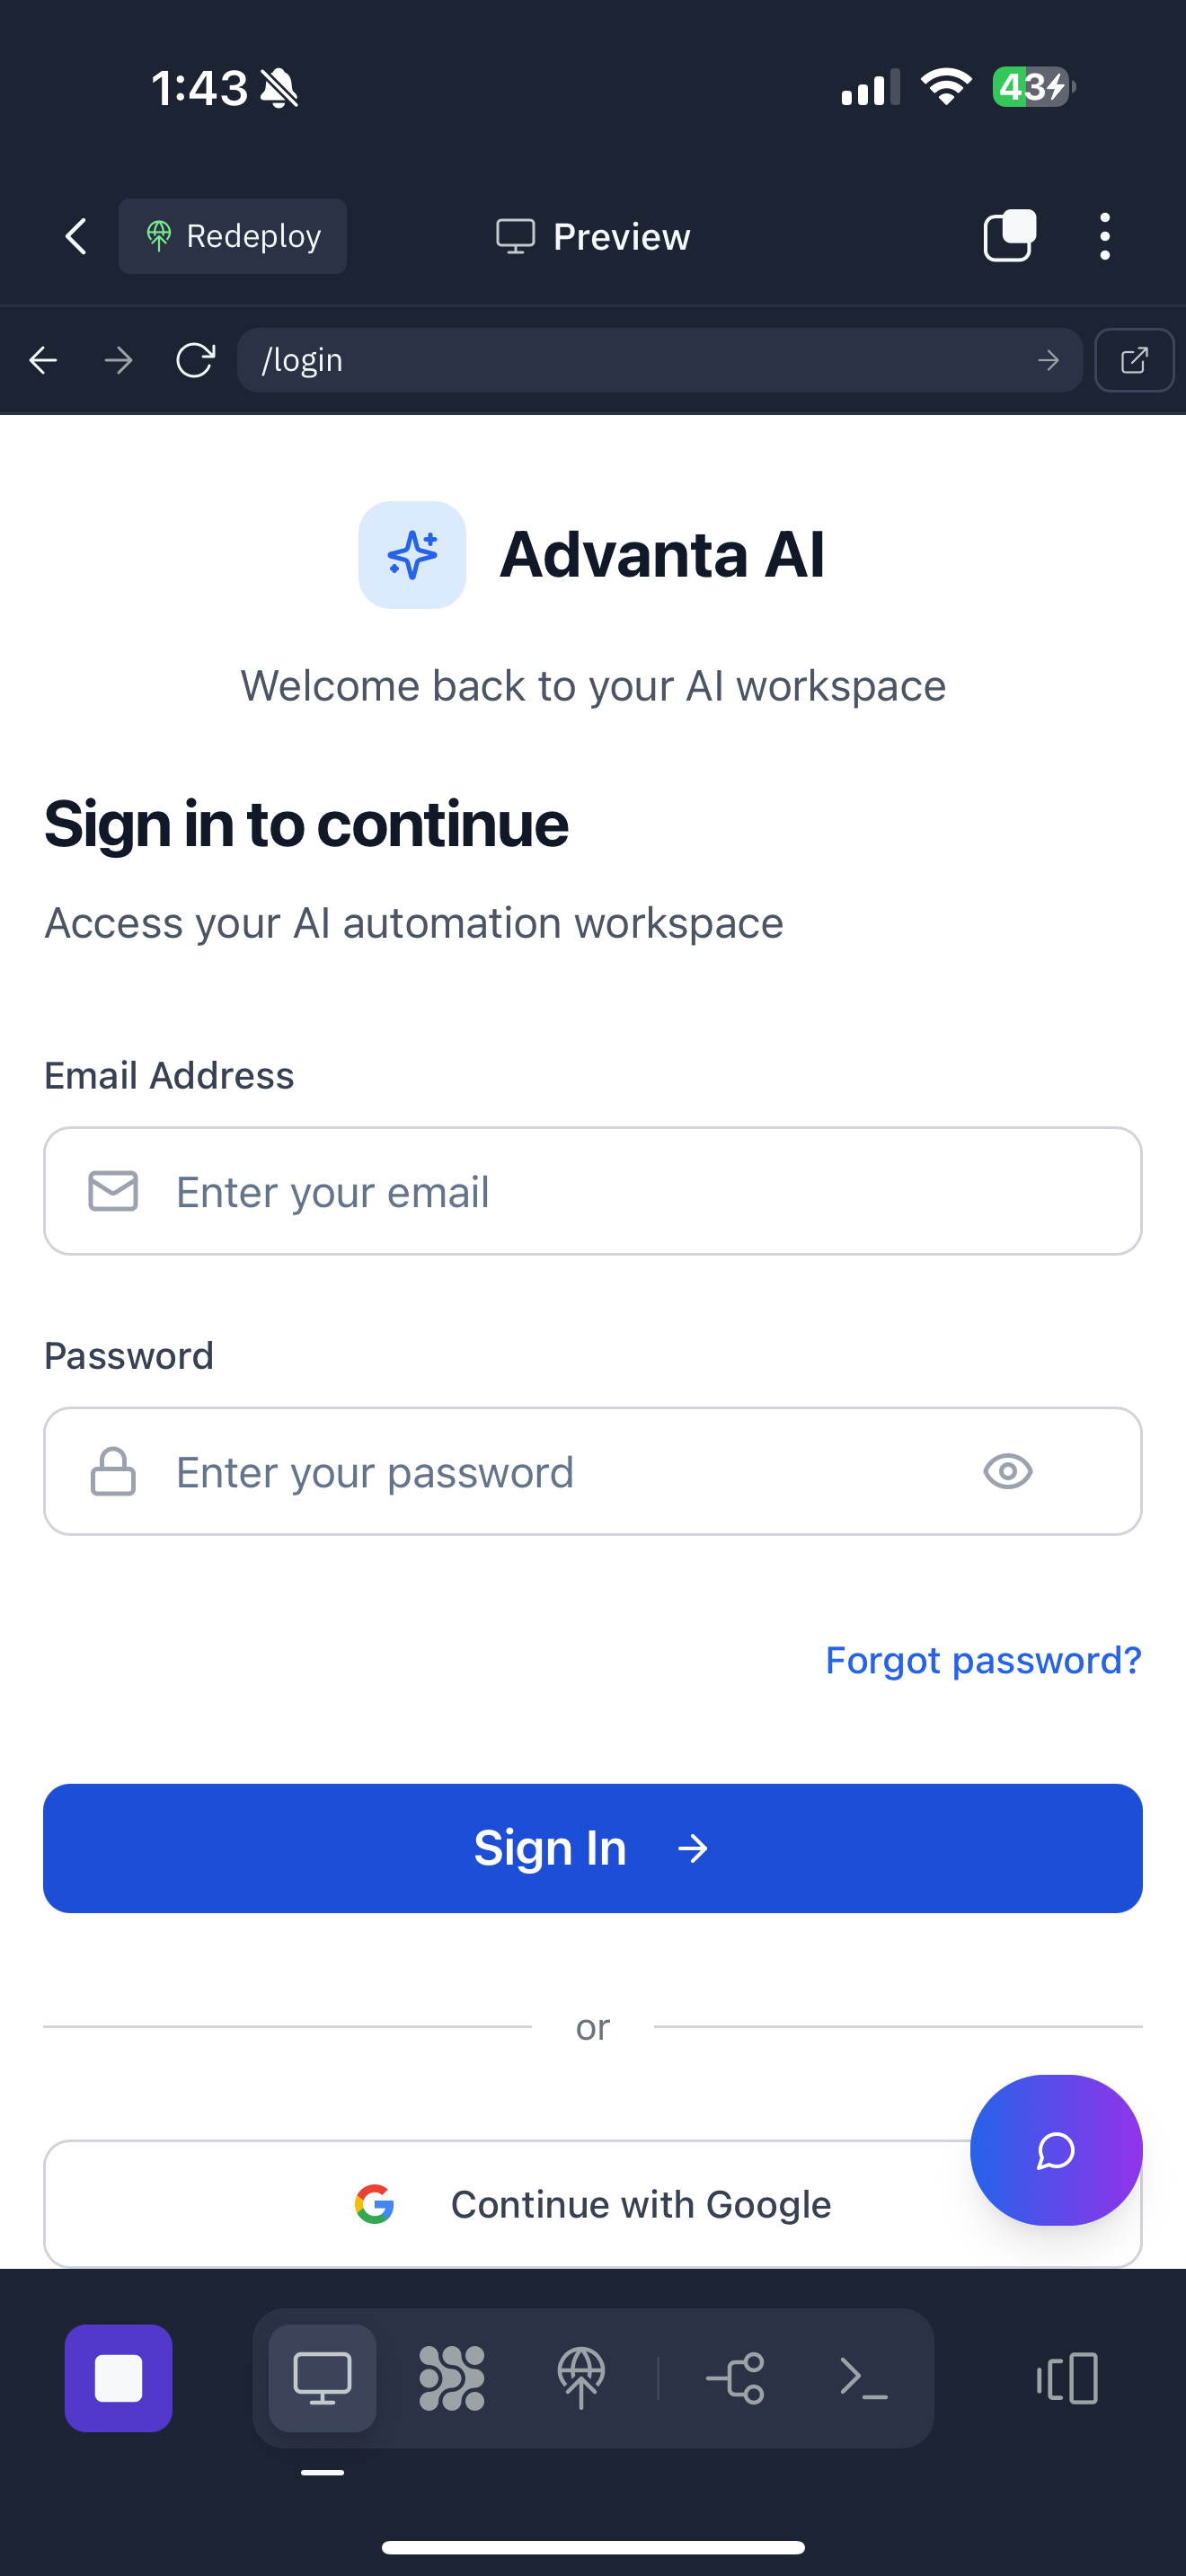 1:43
43
Redeploy
Preview
/login
Advanta AI
Welcome back to your AI workspace
Sign in to continue
Access your AI automation workspace
Email Address
Enter your email
Password
Enter your password
Forgot password?
Sign In
or
Continue with Google